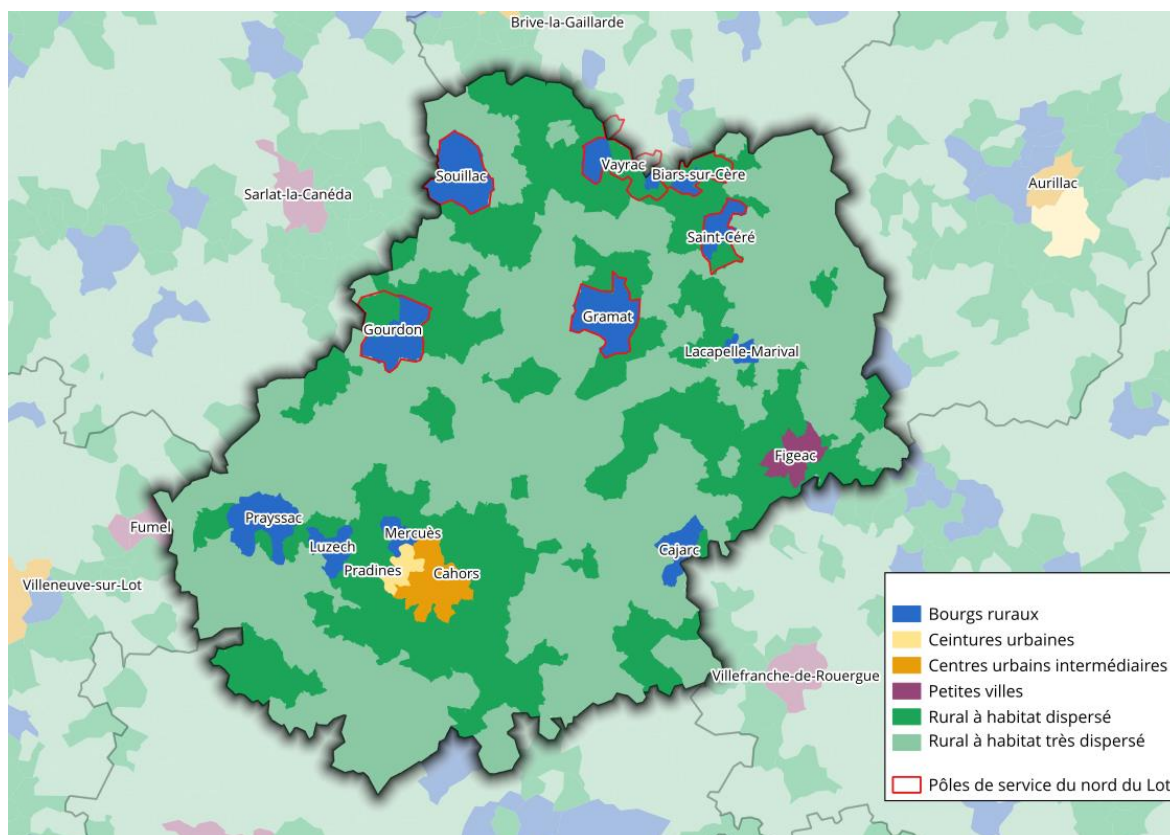 Brive-la-Gaillarde
Souillac
Vayrac
Biars-sur-Cère
Sarlat-la-Canéda
Aurillac
Saint-Céré
Gramat
Gourdon
Lacapelle-Marival
Figeac
Prayssac
Fumel
Mercuès
Luzech
Cajarc
Pradines
Cahors
Villeneuve-sur-Lot
Villefranche-de-Rouergue
Bourgs ruraux
Ceintures urbaines
Centres urbains intermédiaires
Petites villes
Rural à habitat dispersé
Rural à habitat très dispersé
Pôles de service du nord du Lot